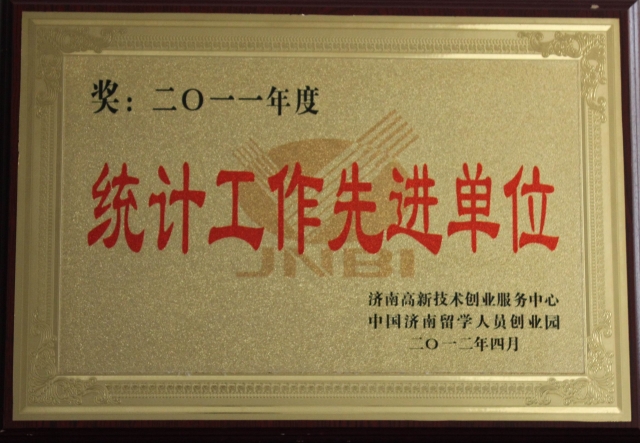 奖：二〇一一年度
统计工作先进单位
JNBI
济南高新技术创业服务中心
中国济南留学人员创业园
二〇一二年四月